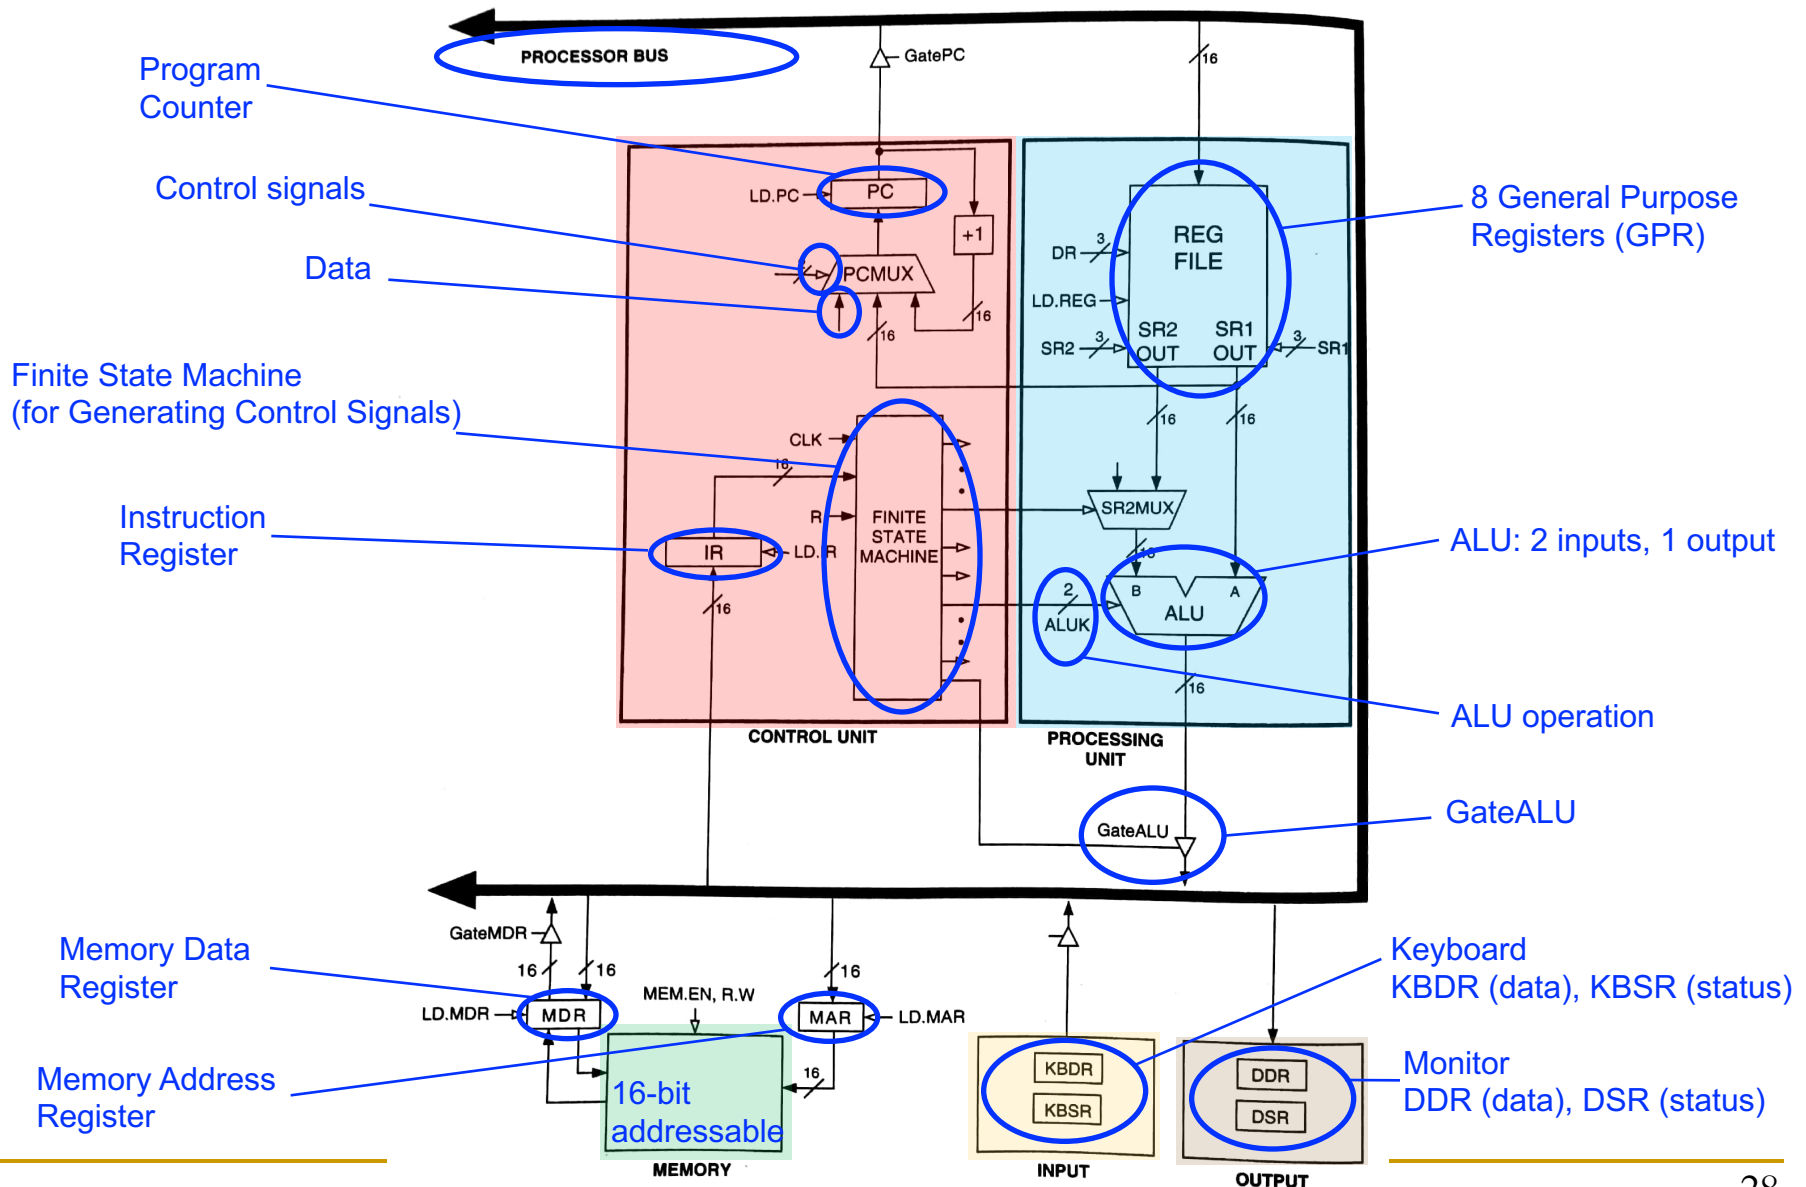 PROCESSOR BUS
GatePC
16
Program
Counter
Control signals
Data
LD.PC
PC
+1
PCMUX
2
16
16
DR
3
LD.REG
REG
FILE
SR2
3
SR2
OUT
SR1
OUT
3
SR1
8 General Purpose
Registers (GPR)
Finite State Machine
(for Generating Control Signals)
CLK
16
R
FINITE
STATE
MACHINE
Instruction
Register
IR
LD.IR
16
16
16
SR2MUX
16
B
A
ALU
2
ALUK
16
ALU: 2 inputs, 1 output
ALU operation
CONTROL UNIT
PROCESSING
UNIT
GateALU
GateALU
GateMDR
16
16
16
Memory Data
Register
LD.MDR
MDR
MEM.EN, R.W
MAR
LD.MAR
Memory Address
Register
16-bit
addressable
16
MEMORY
KBDR
KBSR
INPUT
Keyboard
KBDR (data), KBSR (status)
DDR
DSR
OUTPUT
Monitor
DDR (data), DSR (status)